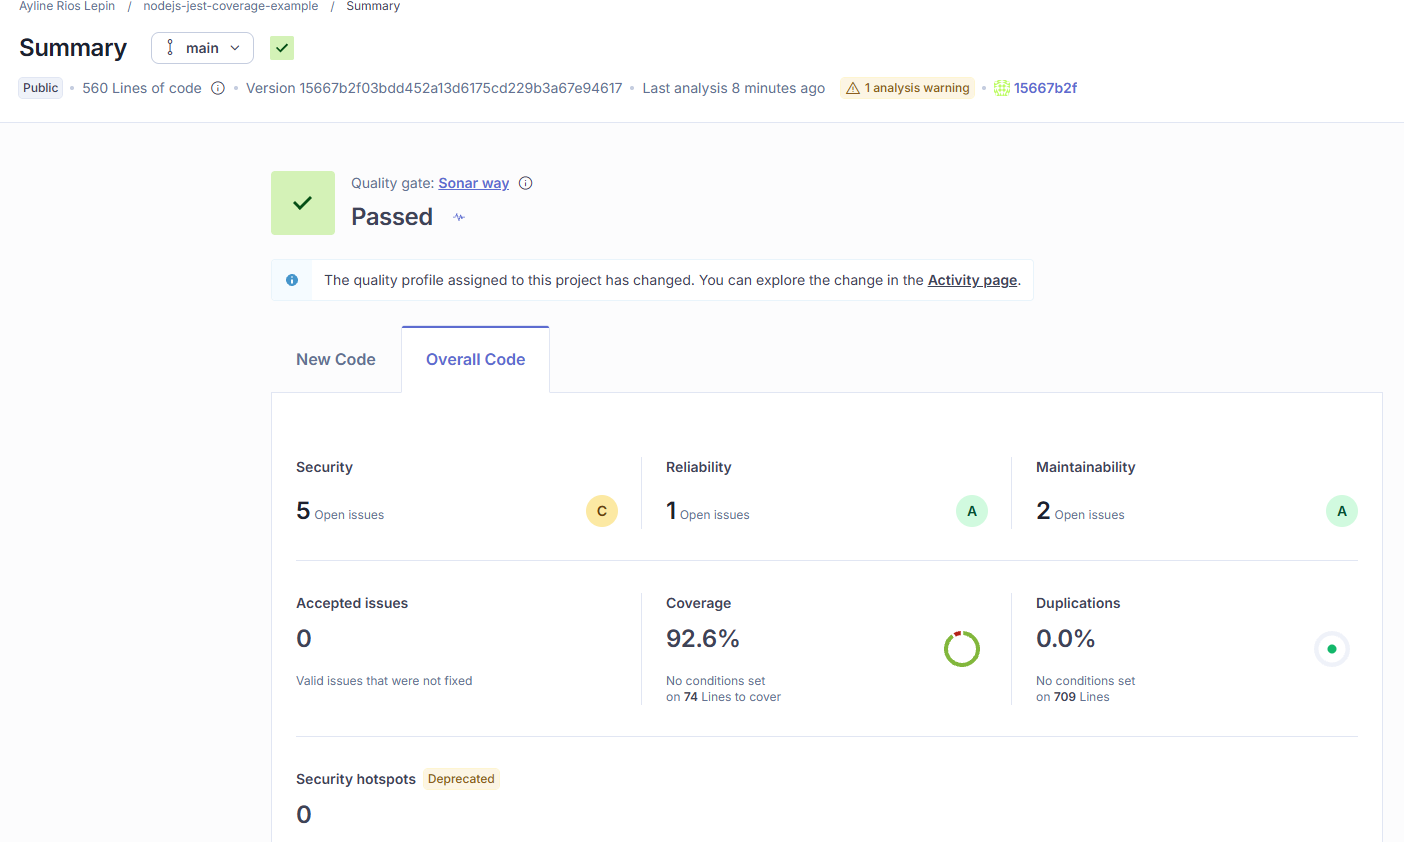 Ayline Rios Lepin / nodejs-jest-coverage-example / Summary
Summary main
Public • 560 Lines of code • Version 15667b2f03bdd452a13d6175cd229b3a67e94617 • Last analysis 8 minutes ago 1 analysis warning • 15667b2f
Quality gate: Sonar way
Passed
The quality profile assigned to this project has changed. You can explore the change in the Activity page.
New Code Overall Code
Security Reliability Maintainability
5 Open issues C 1 Open issues A 2 Open issues A
Accepted issues Coverage Duplications
0 92.6% 0.0%
Valid issues that were not fixed No conditions set No conditions set
on 74 Lines to cover on 709 Lines
Security hotspots Deprecated
0